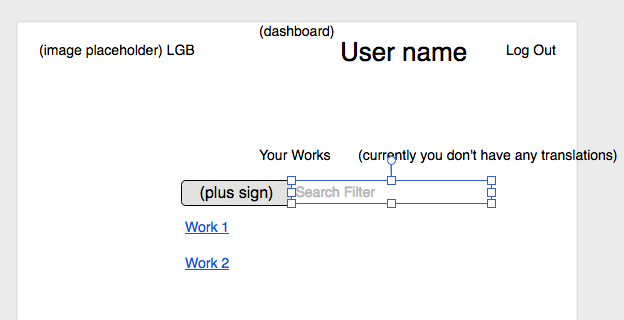 (dashboard)
(image placeholder) LGB
User name
Log Out
Your Works
(currently you don't have any translations)
(plus sign)
Search Filter
Work 1
Work 2